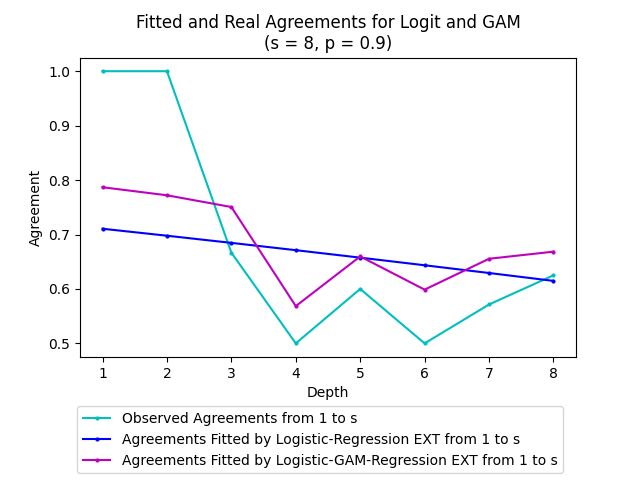 Fitted and Real Agreements for Logit and GAM
(s = 8, p = 0.9)
Agreement
1.0
0.9
0.8
0.7
0.6
0.5
1 2 3 4 5 6 7 8
Depth
Observed Agreements from 1 to s
Agreements Fitted by Logistic-Regression EXT from 1 to s
Agreements Fitted by Logistic-GAM-Regression EXT from 1 to s